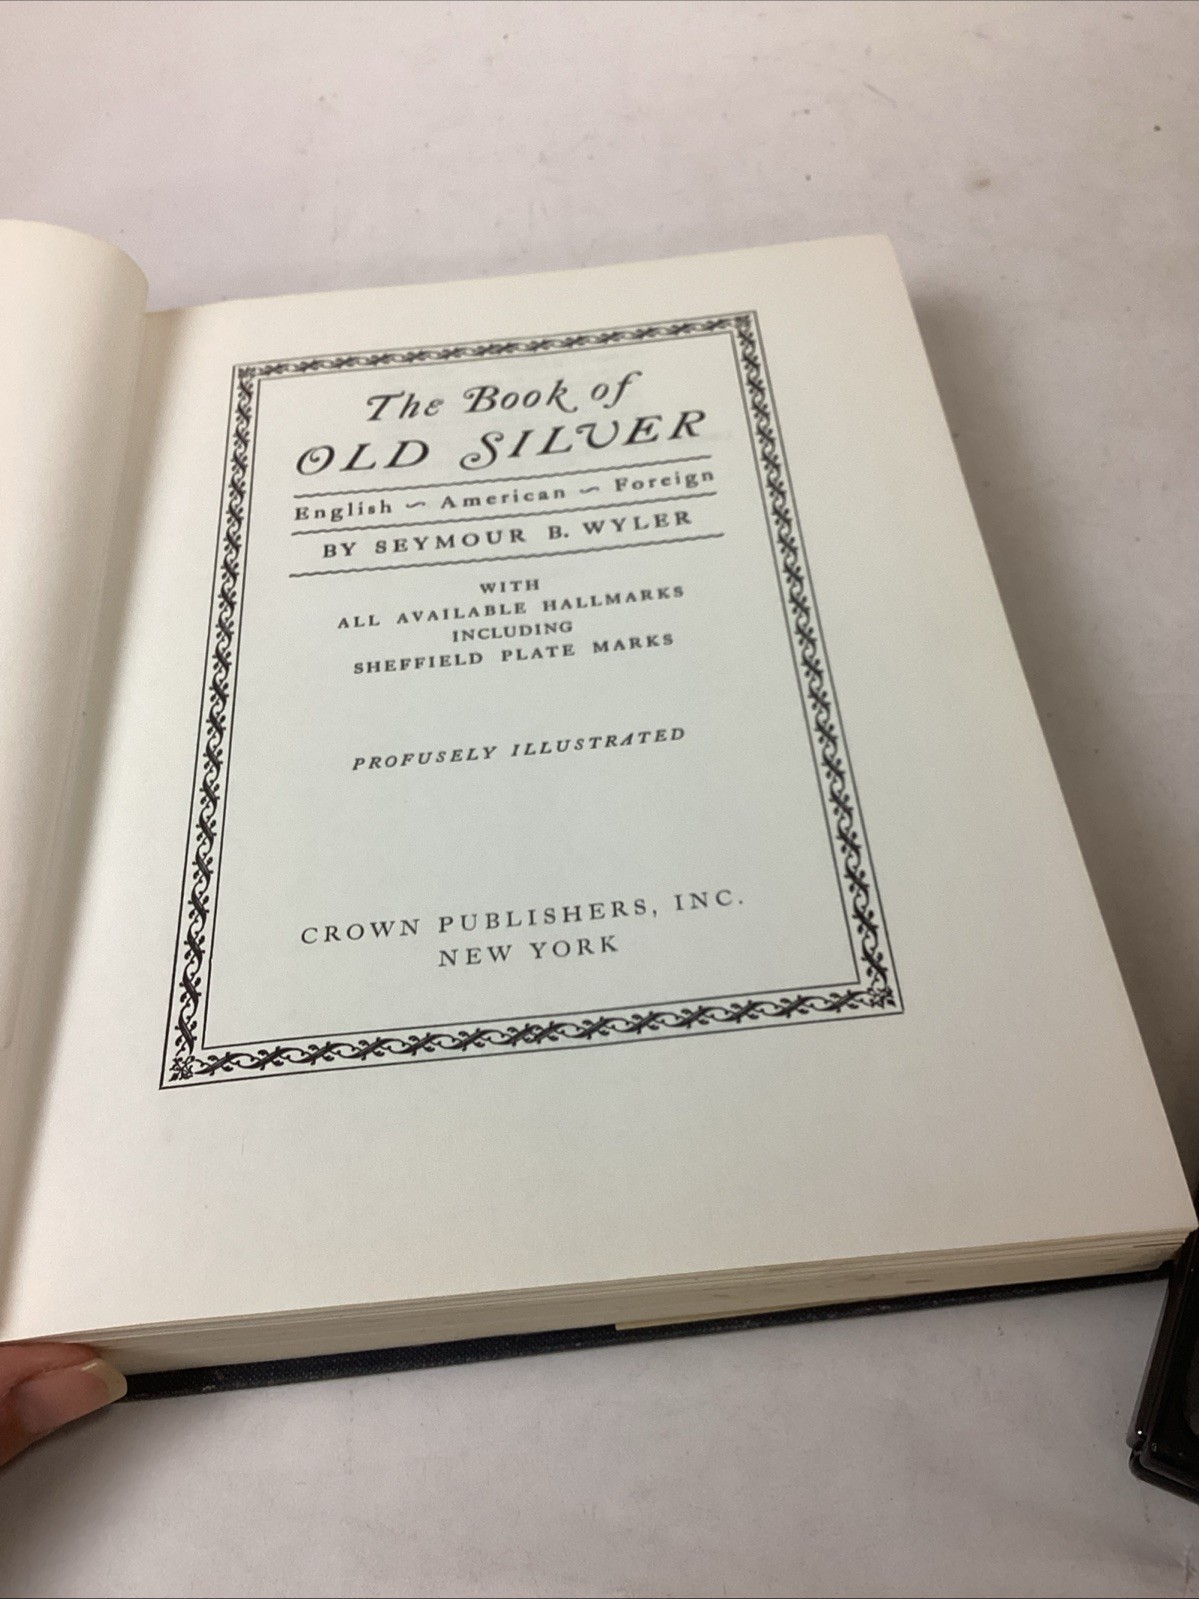 The Book of
OLD SILVER
English ~ American ~ Foreign
BY SEYMOUR B. WYLER
WITH
ALL AVAILABLE HALLMARKS
INCLUDING
SHEFFIELD PLATE MARKS
PROFUSELY ILLUSTRATED
CROWN PUBLISHERS, INC.
NEW YORK